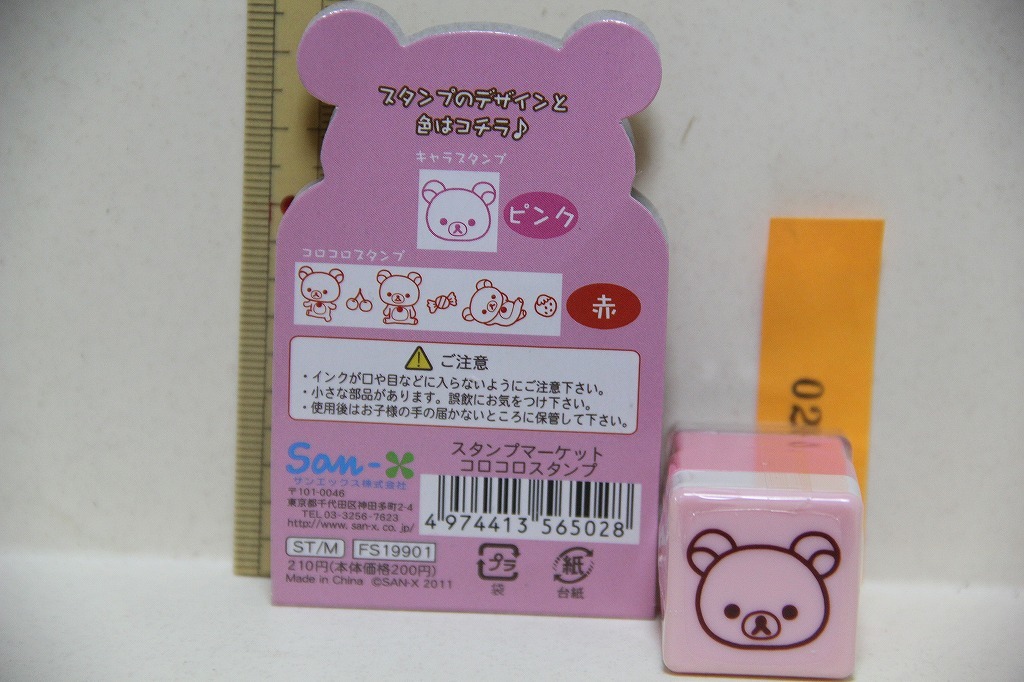 スタンプのデザインと
色はコチラ♪
キャラスタンプ
ピンク
コロコロスタンプ
赤
ご注意
・インクが口や目などに入らないようにご注意下さい。
・小さな部品があります。誤飲にお気をつけ下さい。
・使用後はお子様の手の届かないところに保管して下さい。
San-X
サンエックス株式会社
〒101-0046
東京都千代田区神田多町2-4
TEL.03-3256-7623
http://www.san-x.co.jp/
スタンプマーケット
コロコロスタンプ
4 974413 565028
ST/M FS19901
210円(本体価格200円)
Made in China ©SAN-X 2011
プラ
袋
紙
台紙